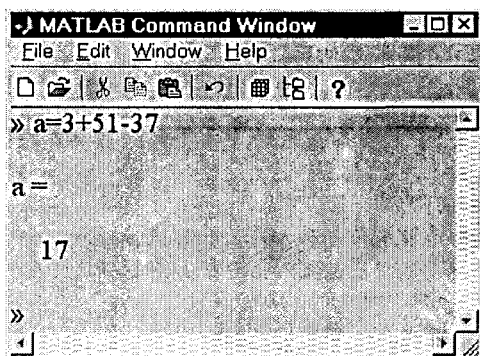 MATLAB Command Window
File Edit Window Help
?
» a=3+51-37
a =
17
»